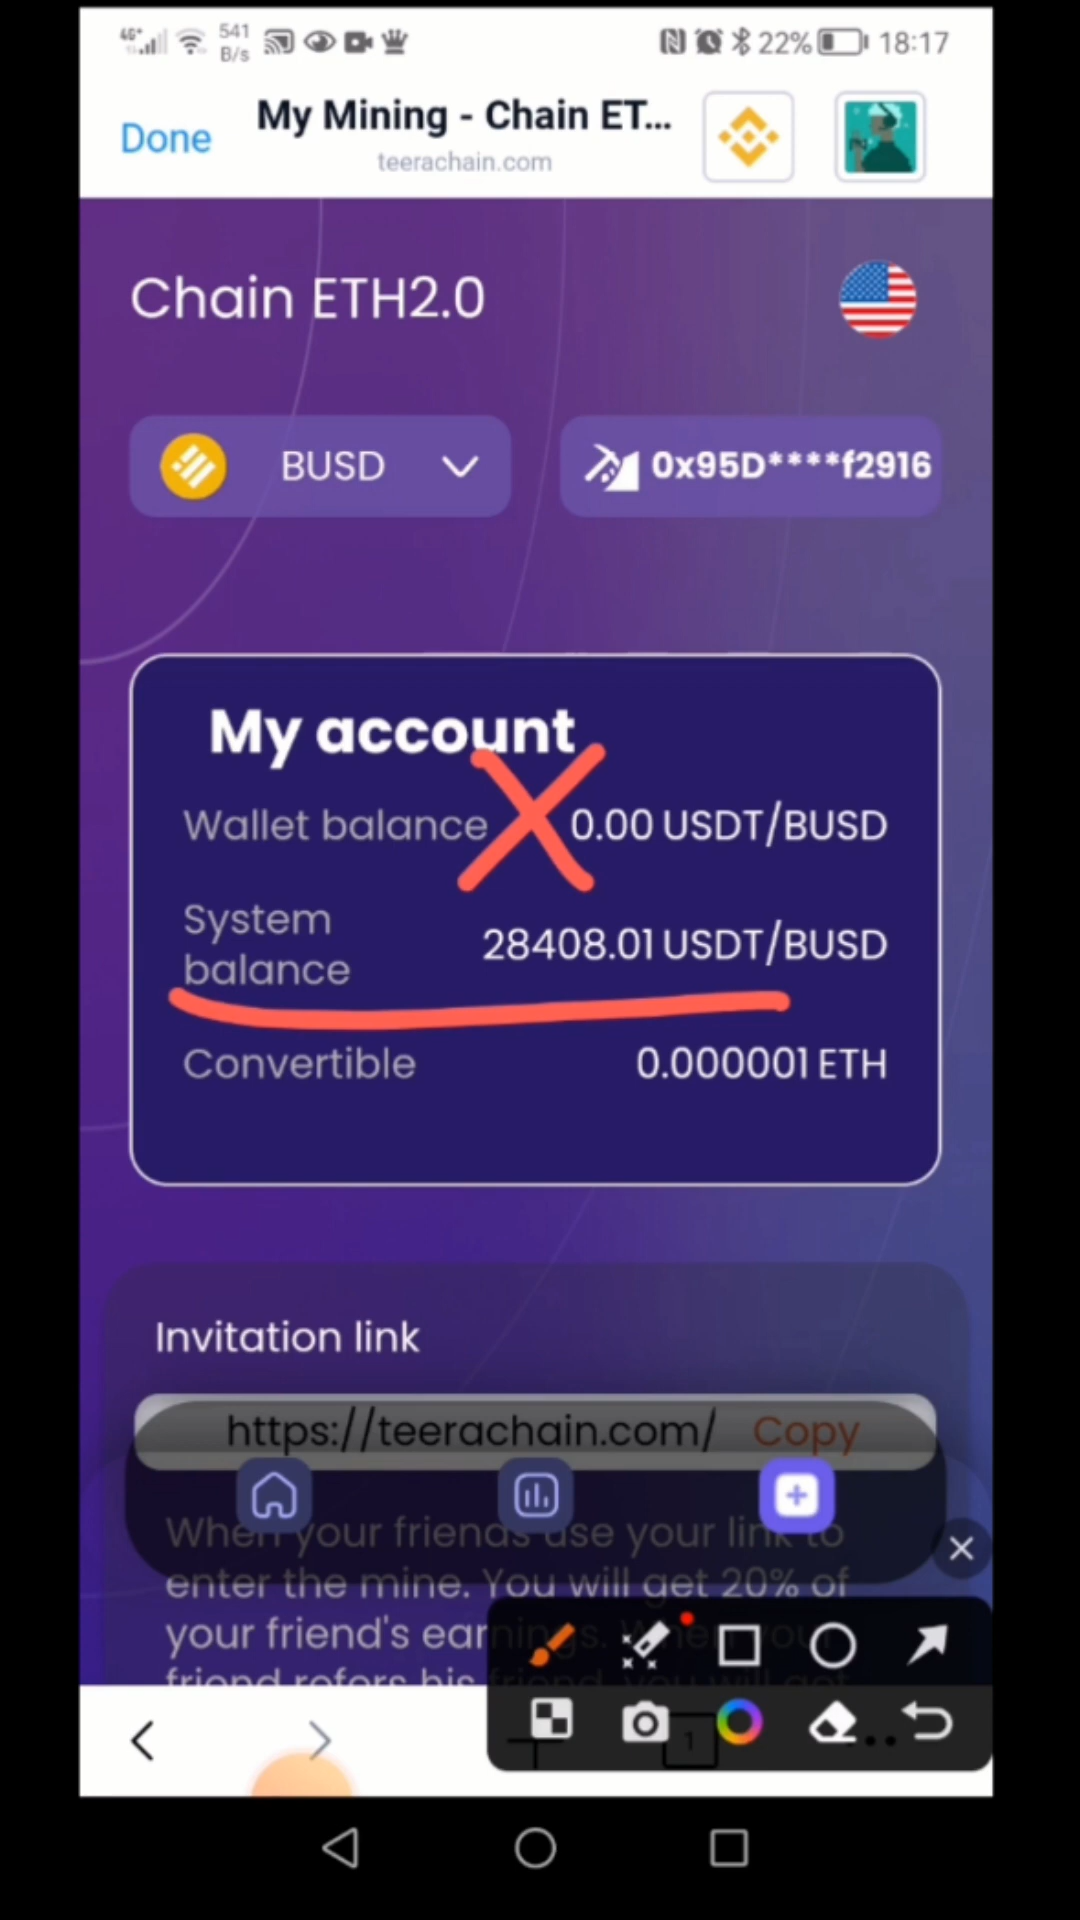 4G+ 541 B/s 22% 18:17
Done
My Mining - Chain ET...
teerachain.com
Chain ETH2.0
BUSD
0x95D****f2916
My account
Wallet balance 0.00 USDT/BUSD
System balance 28408.01 USDT/BUSD
Convertible 0.000001 ETH
Invitation link
https://teerachain.com/ Copy
When your friends use your link to
enter the mine. You will get 20% of
your friend's earnings. When your
friend refers his friend, you will get
1